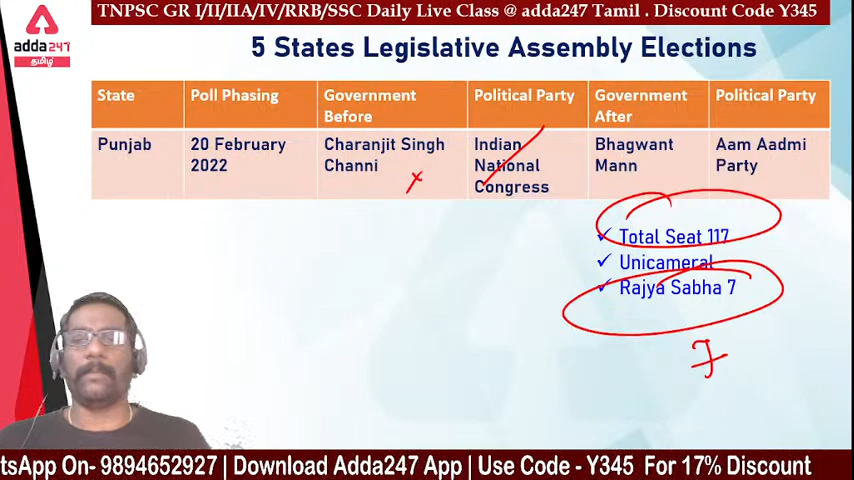 TNPSC GR I/II/IIA/IV/RRB/SSC Daily Live Class @ adda247 Tamil . Discount Code Y345
adda247
தமிழ்
5 States Legislative Assembly Elections
State Poll Phasing Government Before Political Party Government After Political Party
Punjab 20 February 2022 Charanjit Singh Channi Indian National Congress Bhagwant Mann Aam Aadmi Party
✓ Total Seat 117
✓ Unicameral
✓ Rajya Sabha 7
7
tsApp On- 9894652927 | Download Adda247 App | Use Code - Y345 For 17% Discount